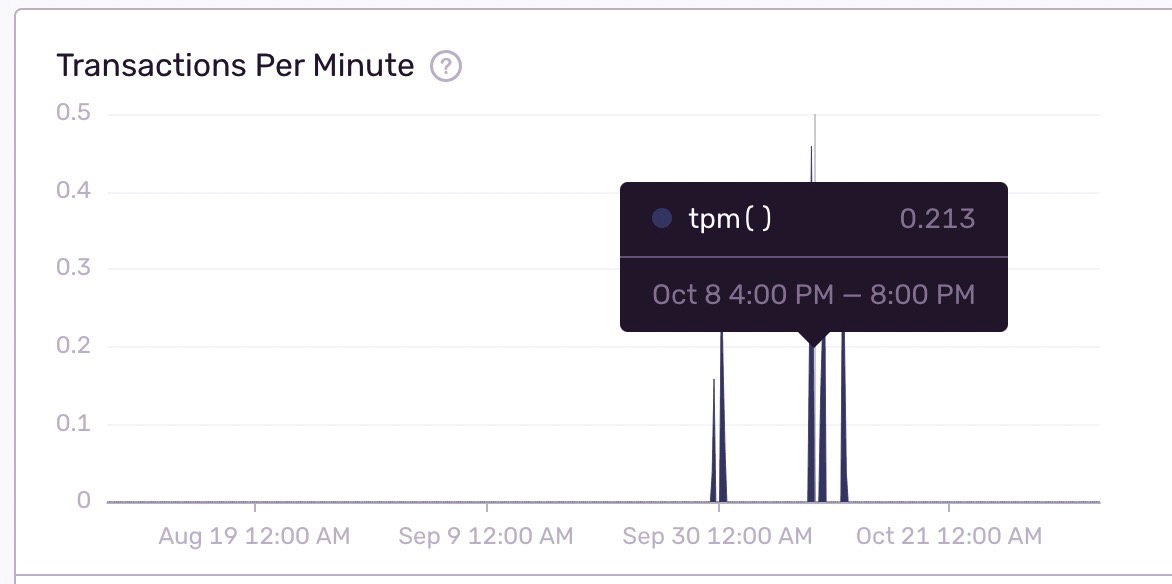 Transactions Per Minute ?
0.5
0.4
tpm() 0.213
0.3
Oct 8 4:00 PM — 8:00 PM
0.2
0.1
0
Aug 19 12:00 AM Sep 9 12:00 AM Sep 30 12:00 AM Oct 21 12:00 AM